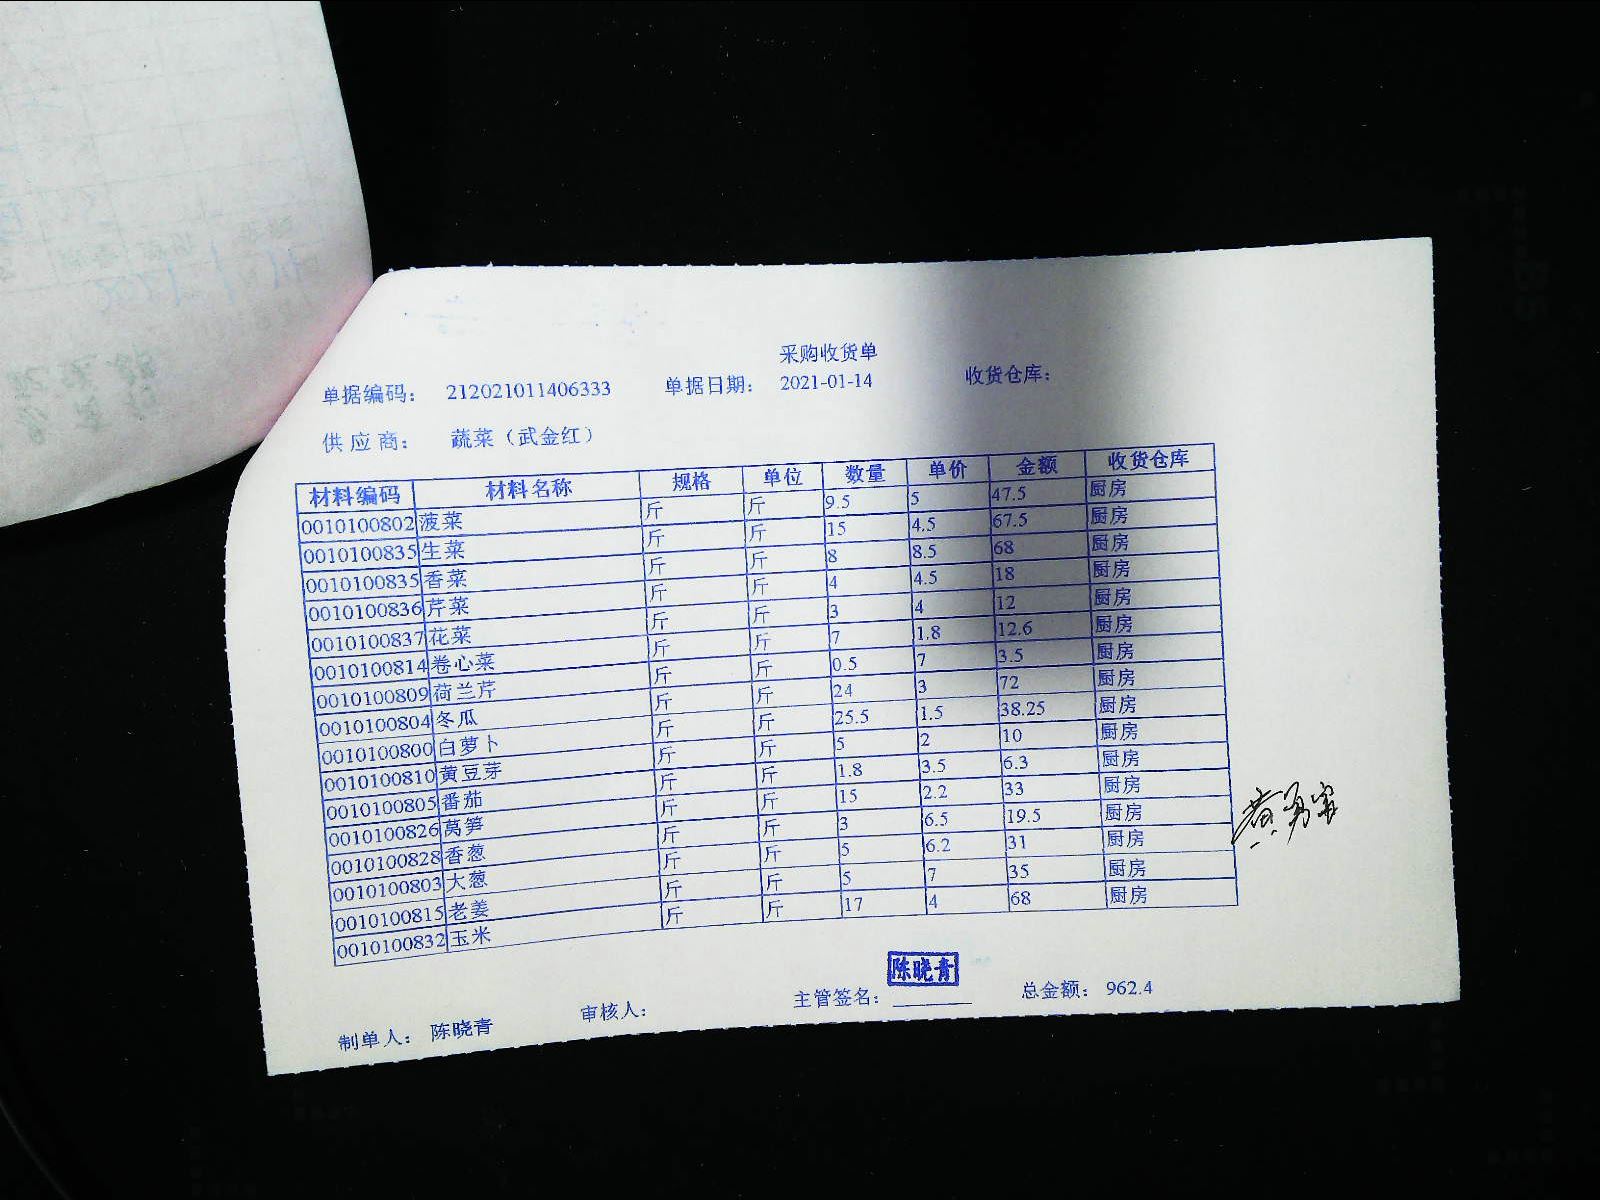 采购收货单
单据编码： 212021011406333 单据日期： 2021-01-14 收货仓库：
供 应 商： 蔬菜（武金红）
材料编码 材料名称 规格 单位 数量 单价 金额 收货仓库
0010100802 菠菜 斤 斤 9.5 5 47.5 厨房
0010100835 生菜 斤 斤 15 4.5 67.5 厨房
0010100835 香菜 斤 斤 8 8.5 68 厨房
0010100836 芹菜 斤 斤 4 4.5 18 厨房
0010100837 花菜 斤 斤 3 4 12 厨房
0010100814 卷心菜 斤 斤 7 1.8 12.6 厨房
0010100809 荷兰芹 斤 斤 0.5 7 3.5 厨房
0010100804 冬瓜 斤 斤 24 3 72 厨房
0010100800 白萝卜 斤 斤 25.5 1.5 38.25 厨房
0010100810 黄豆芽 斤 斤 5 2 10 厨房
0010100805 番茄 斤 斤 1.8 3.5 6.3 厨房
0010100826 莴笋 斤 斤 15 2.2 33 厨房
0010100828 香葱 斤 斤 3 6.5 19.5 厨房
0010100803 大葱 斤 斤 5 6.2 31 厨房
0010100815 老姜 斤 斤 5 7 35 厨房
0010100832 玉米 斤 斤 17 4 68 厨房
陈晓青
制单人： 陈晓青 审核人： 主管签名： 总金额： 962.4